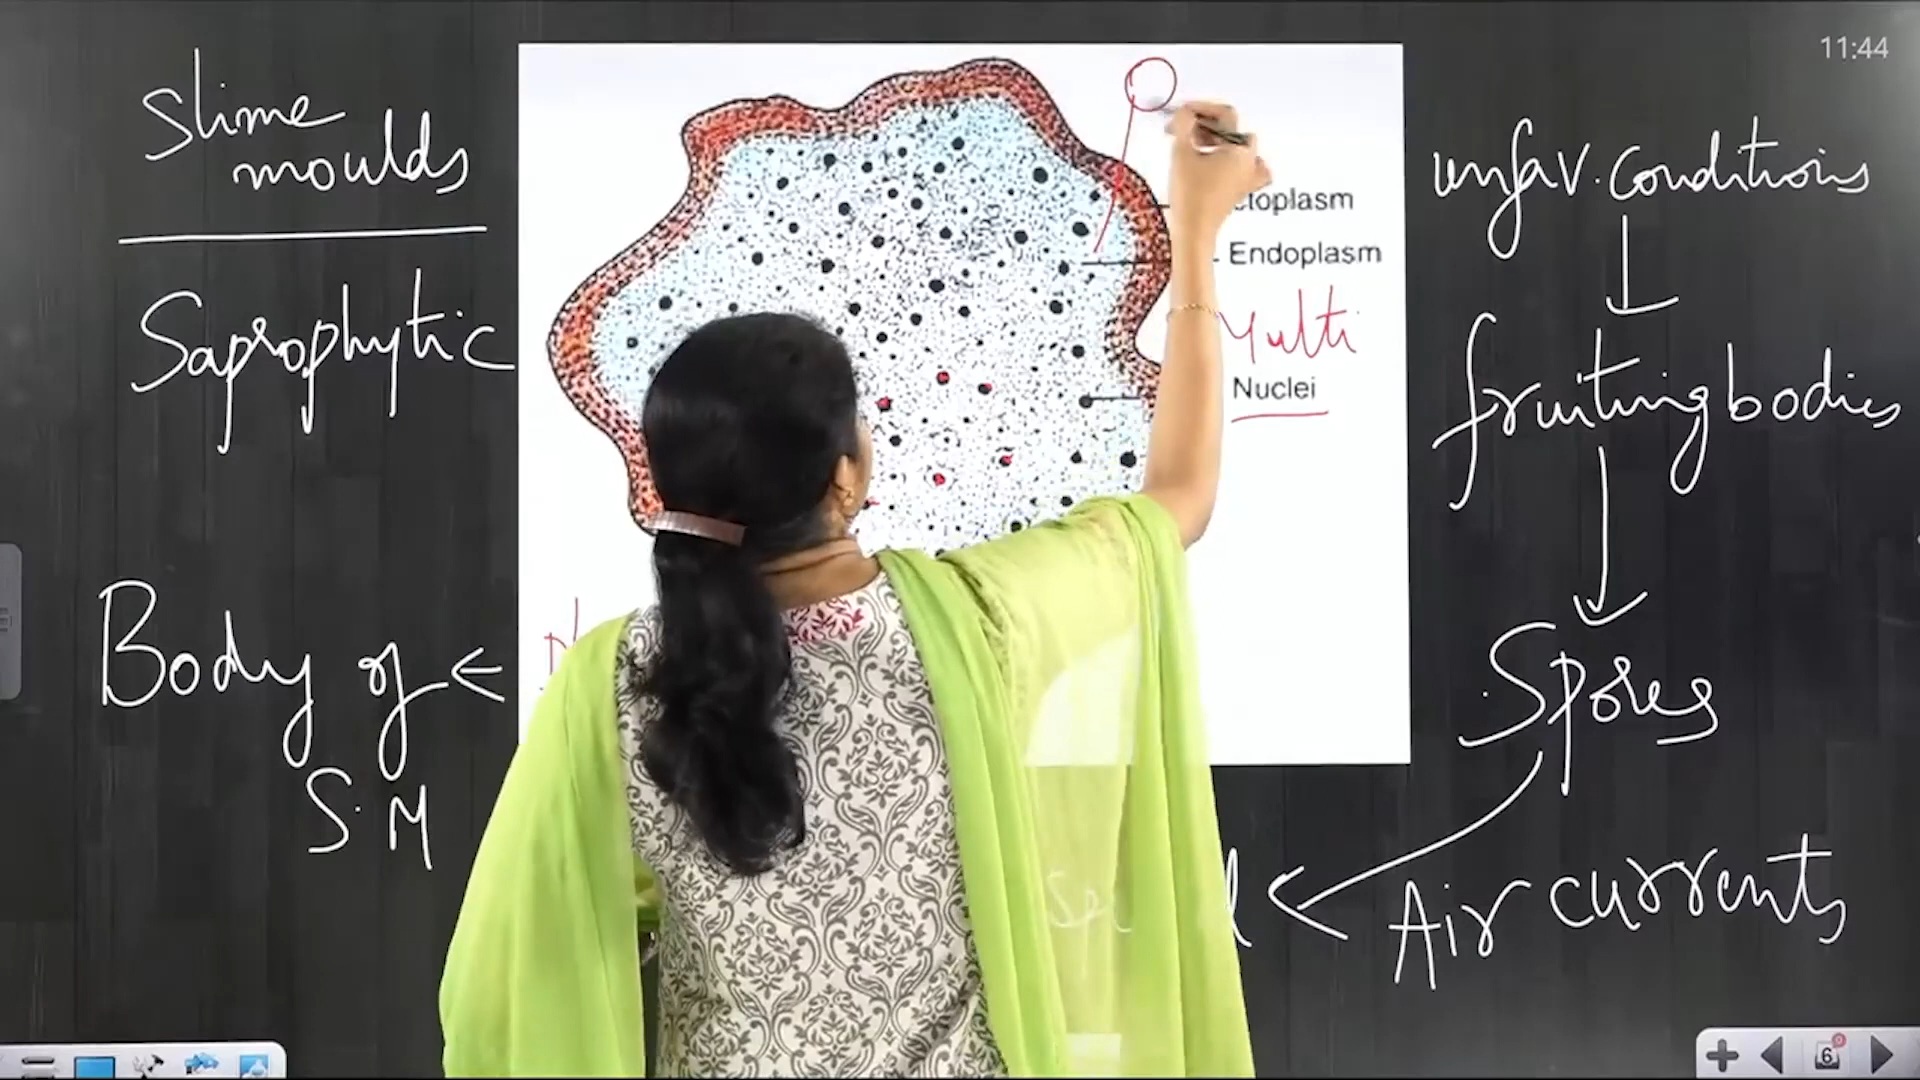 11:44
Slime
moulds
Saprophytic
Body of
S.M
ctoplasm
Endoplasm
Multi
Nuclei
unfav. conditions
fruiting bodies
Spores
Air currents
6